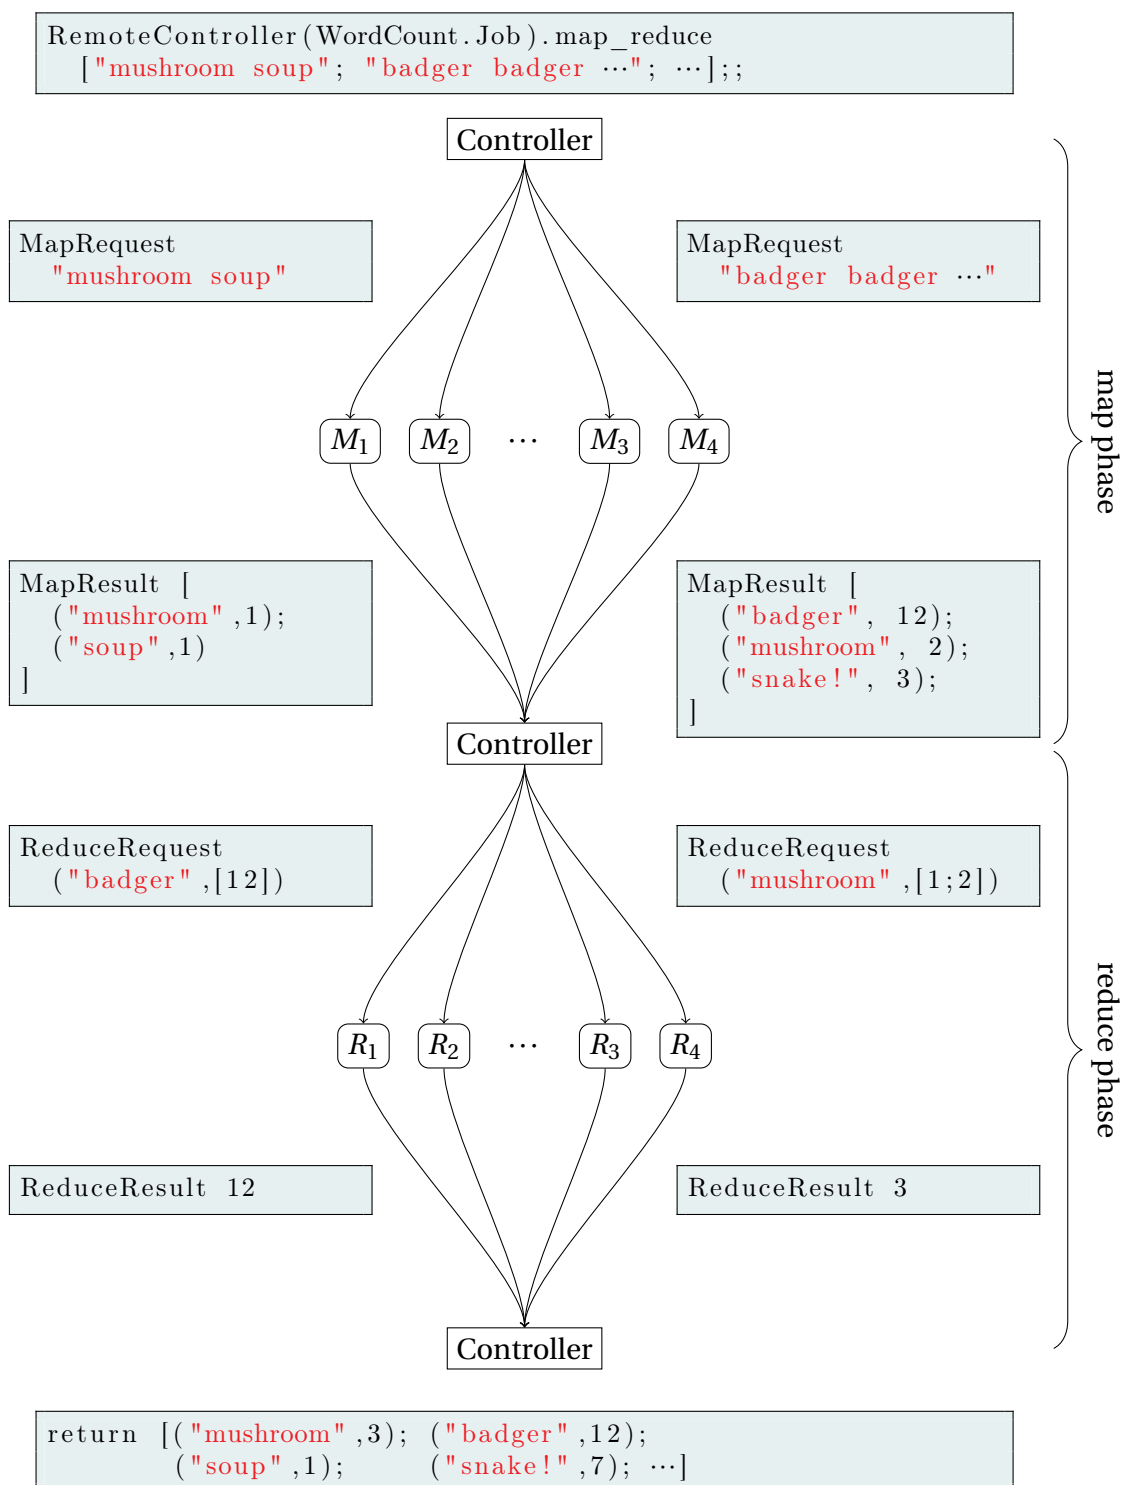 RemoteController(WordCount.Job).map_reduce
["mushroom soup"; "badger badger ⋯"; ⋯];;
Controller
MapRequest
"mushroom soup"
MapRequest
"badger badger ⋯"
map phase
M1 M2 ⋯ M3 M4
MapResult [
("mushroom",1);
("soup",1)
]
MapResult [
("badger", 12);
("mushroom", 2);
("snake!", 3);
]
Controller
ReduceRequest
("badger",[12])
ReduceRequest
("mushroom",[1;2])
reduce phase
R1 R2 ⋯ R3 R4
ReduceResult 12
ReduceResult 3
Controller
return [("mushroom",3); ("badger",12);
("soup",1); ("snake!",7); ⋯]